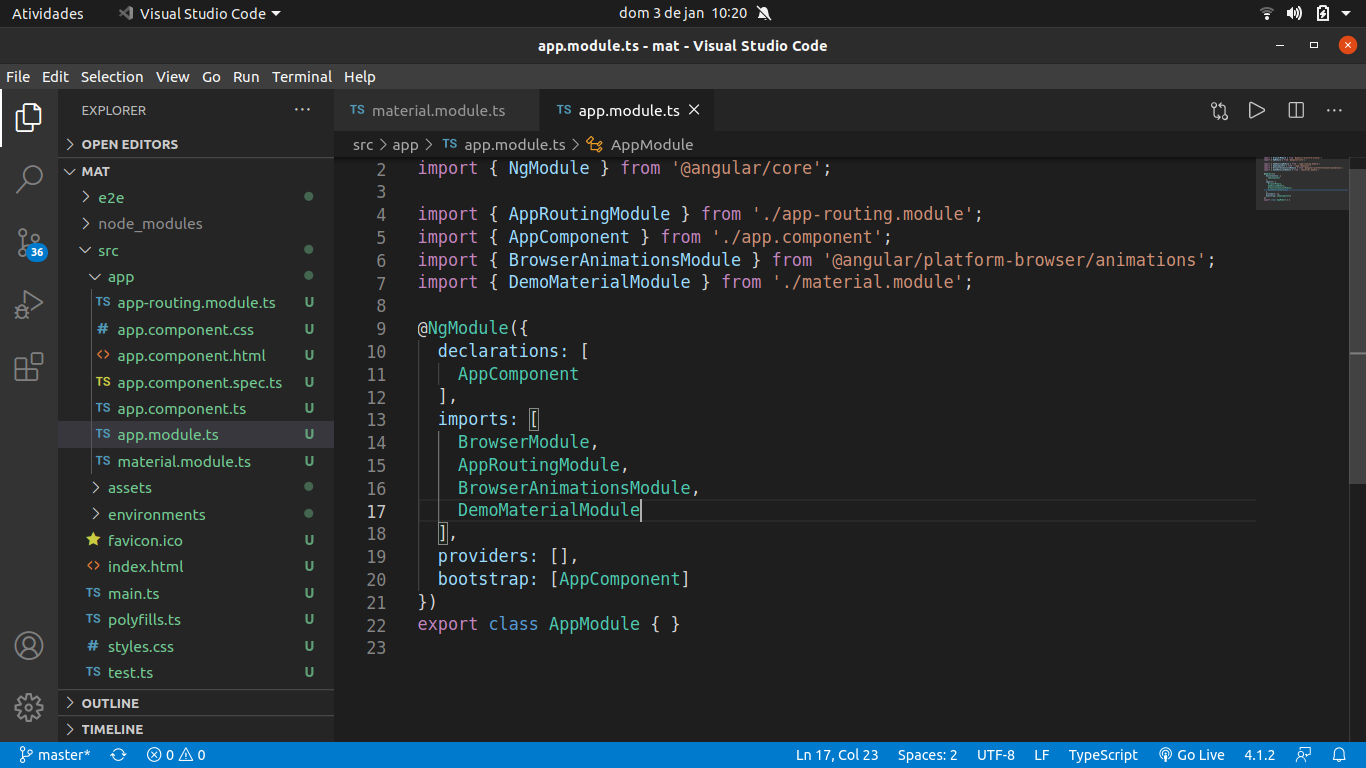 Atividades Visual Studio Code dom 3 de jan 10:20
app.module.ts - mat - Visual Studio Code
File Edit Selection View Go Run Terminal Help
EXPLORER
OPEN EDITORS
MAT
e2e
node_modules
src
app
TS app-routing.module.ts U
# app.component.css U
<> app.component.html U
TS app.component.spec.ts U
TS app.component.ts U
TS app.module.ts U
TS material.module.ts U
assets
environments
favicon.ico U
<> index.html U
TS main.ts U
TS polyfills.ts U
# styles.css U
TS test.ts U
OUTLINE
TIMELINE
36
TS material.module.ts TS app.module.ts
src > app > TS app.module.ts > AppModule
2 import { NgModule } from '@angular/core';
3
4 import { AppRoutingModule } from './app-routing.module';
5 import { AppComponent } from './app.component';
6 import { BrowserAnimationsModule } from '@angular/platform-browser/animations';
7 import { DemoMaterialModule } from './material.module';
8
9 @NgModule({
10 declarations: [
11 AppComponent
12 ],
13 imports: [
14 BrowserModule,
15 AppRoutingModule,
16 BrowserAnimationsModule,
17 DemoMaterialModule
18 ],
19 providers: [],
20 bootstrap: [AppComponent]
21 })
22 export class AppModule { }
23
master* 0 0 Ln 17, Col 23 Spaces: 2 UTF-8 LF TypeScript Go Live 4.1.2